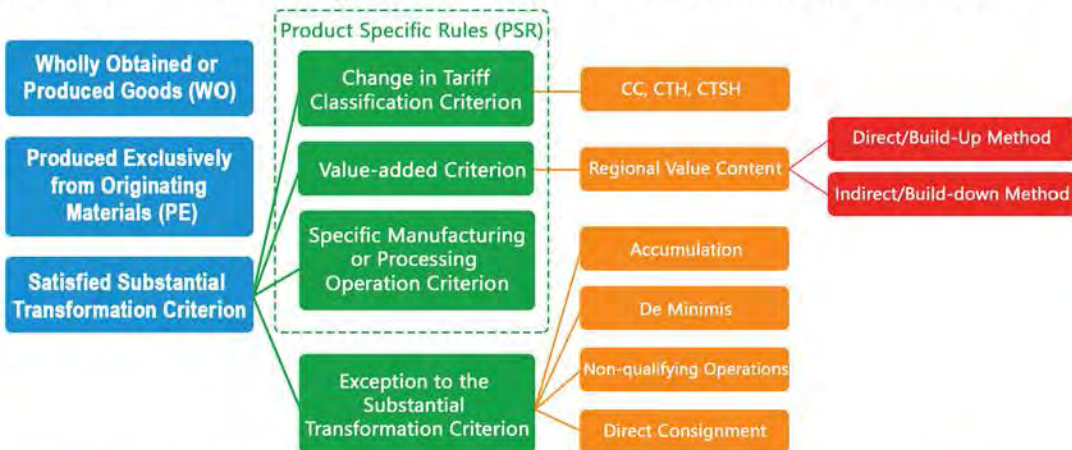 Wholly Obtained or
Produced Goods (WO)
Produced Exclusively
from Originating
Materials (PE)
Satisfied Substantial
Transformation Criterion
Product Specific Rules (PSR)
Change in Tariff
Classification Criterion
Value-added Criterion
Specific Manufacturing
or Processing
Operation Criterion
Exception to the
Substantial
Transformation Criterion
CC, CTH, CTSH
Regional Value Content
Accumulation
De Minimis
Non-qualifying Operations
Direct Consignment
Direct/Build-Up Method
Indirect/Build-down Method